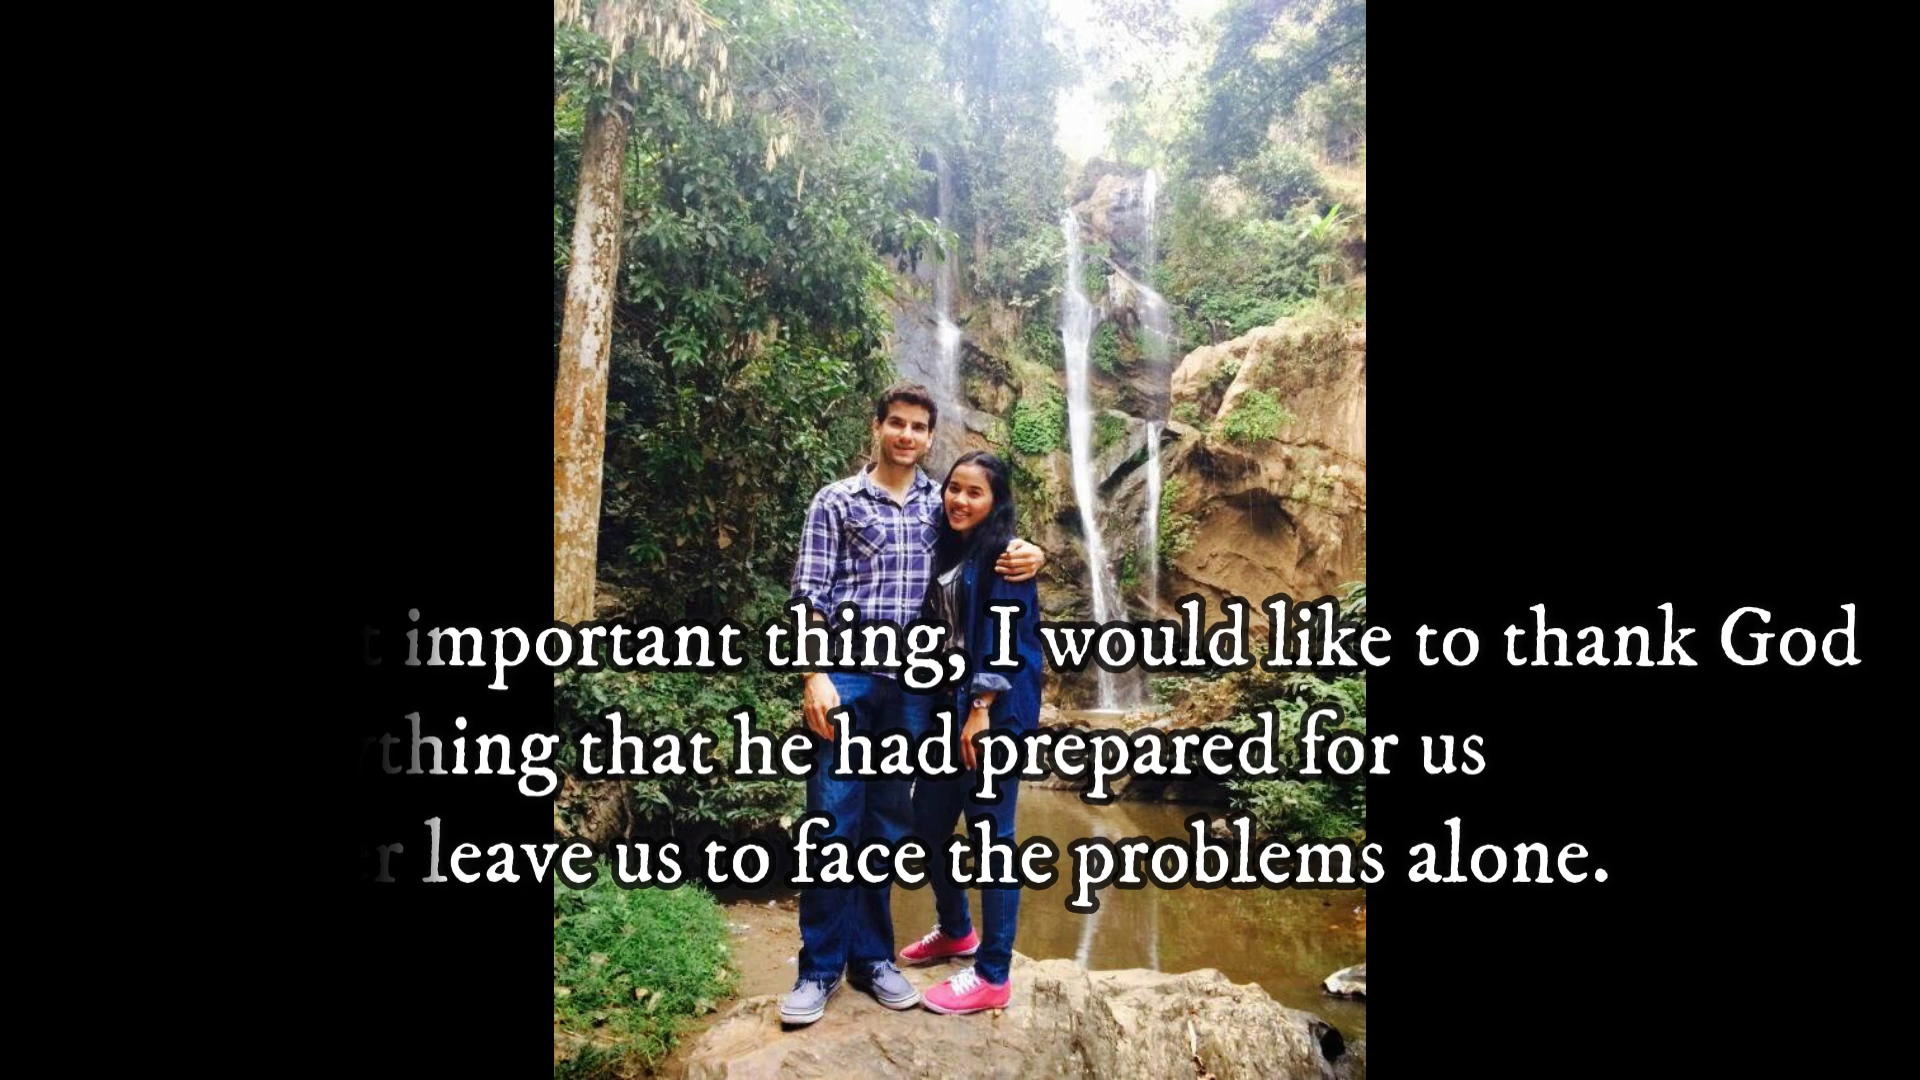 important thing, I would like to thank God
that he had prepared for us
leave us to face the problems alone.